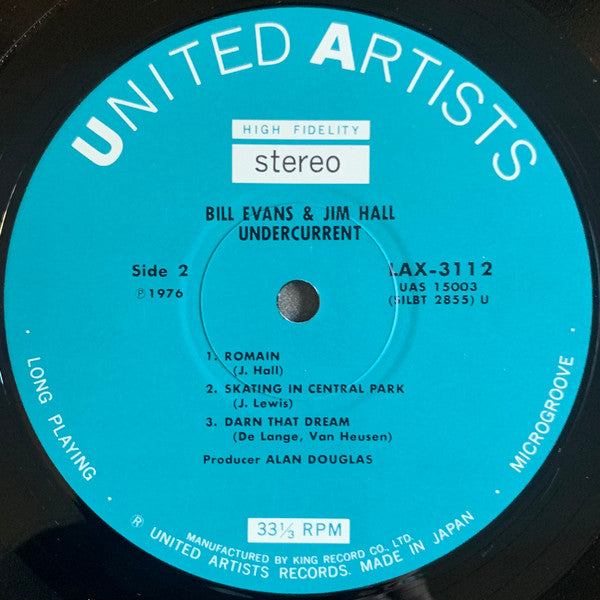 UNITED ARTISTS
HIGH FIDELITY
stereo
BILL EVANS & JIM HALL
UNDERCURRENT
Side 2
℗ 1976
LAX-3112
UAS 15003
(SILBT 2855) U
1. ROMAIN
(J. Hall)
2. SKATING IN CENTRAL PARK
(J. Lewis)
3. DARN THAT DREAM
(De Lange, Van Heusen)
Producer ALAN DOUGLAS
· LONG PLAYING ·
· MICROGROOVE ·
33⅓ RPM
MANUFACTURED BY KING RECORD CO., LTD.
® UNITED ARTISTS RECORDS. MADE IN JAPAN